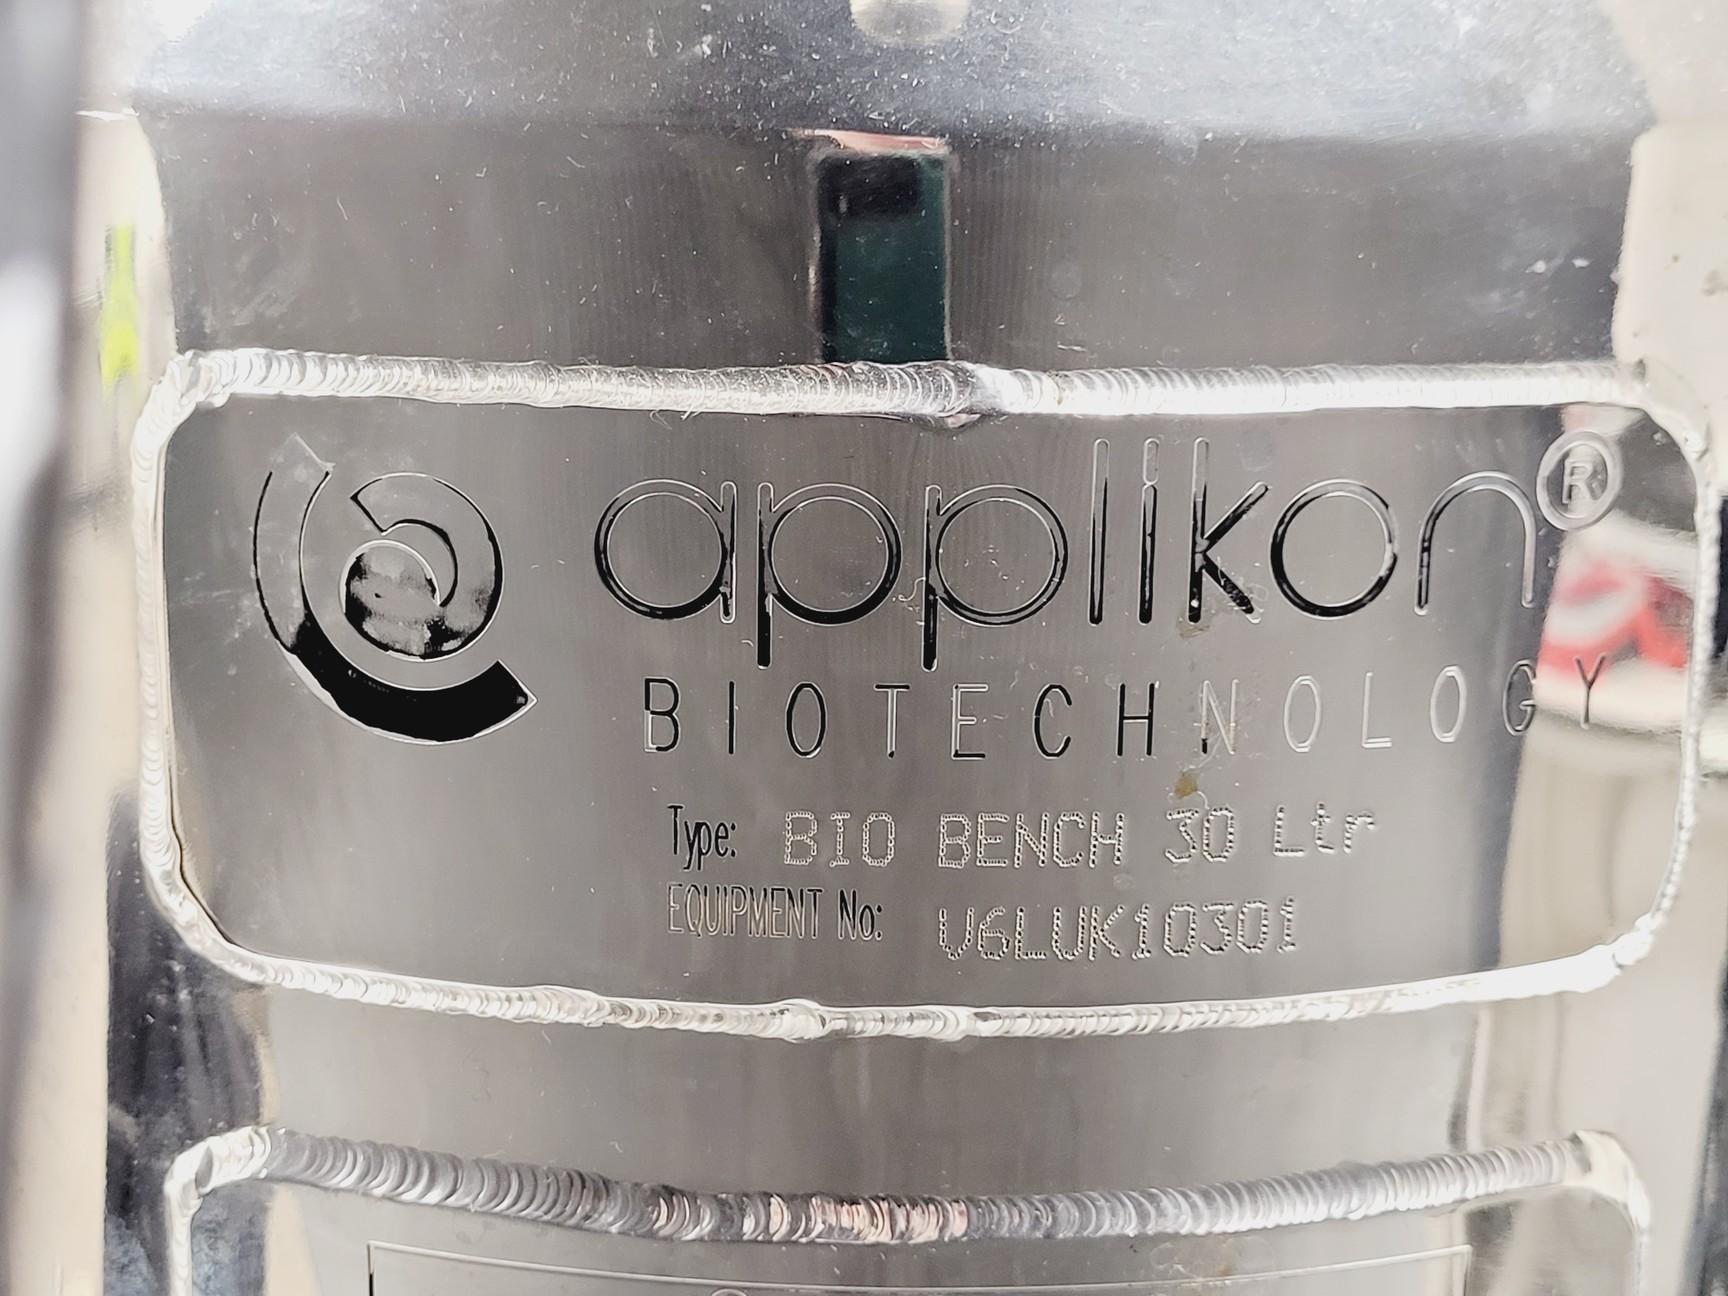 applikon®
BIOTECHNOLOGY
Type: BIO BENCH 30 Ltr
EQUIPMENT No: V6LUK10301